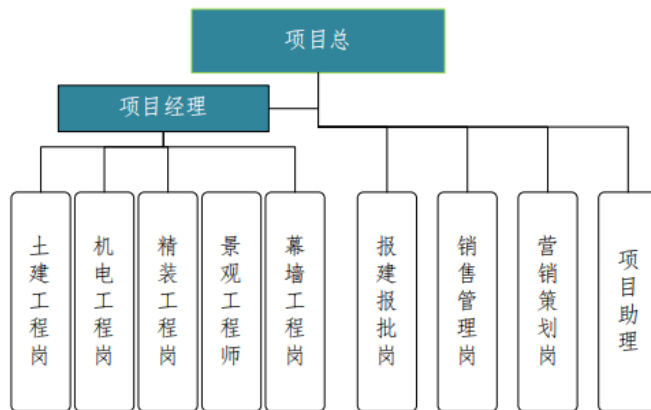 项目总
项目经理
土建工程岗
机电工程岗
精装工程岗
景观工程师
幕墙工程岗
报建报批岗
销售管理岗
营销策划岗
项目助理